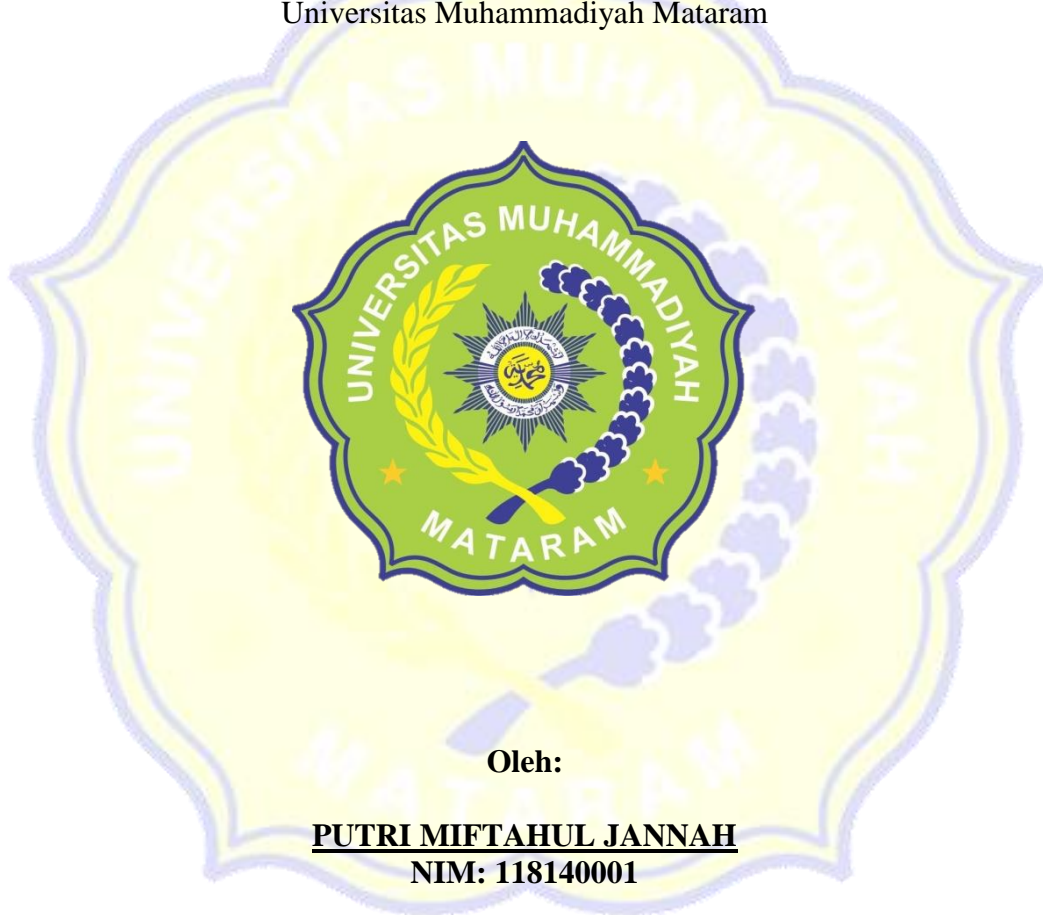 Universitas Muhammadiyah Mataram
UNIVERSITAS MUHAMMADIYAH
MATARAM
Oleh:
PUTRI MIFTAHUL JANNAH
NIM: 118140001